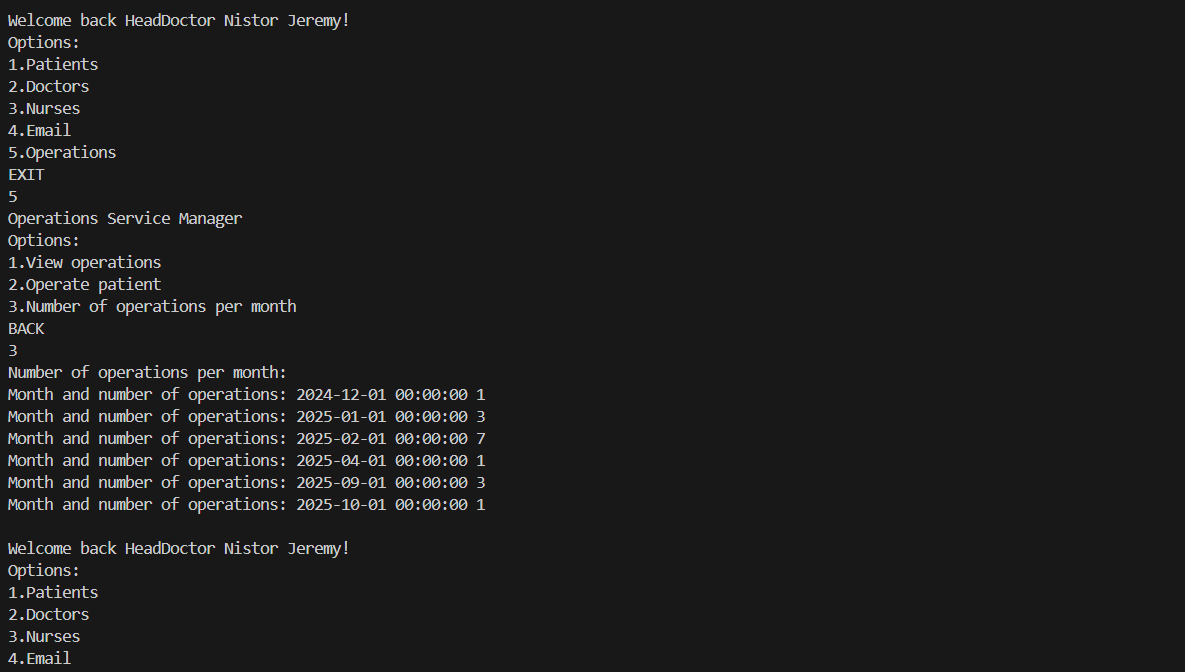 Welcome back HeadDoctor Nistor Jeremy!
Options:
1.Patients
2.Doctors
3.Nurses
4.Email
5.Operations
EXIT
5
Operations Service Manager
Options:
1.View operations
2.Operate patient
3.Number of operations per month
BACK
3
Number of operations per month:
Month and number of operations: 2024-12-01 00:00:00 1
Month and number of operations: 2025-01-01 00:00:00 3
Month and number of operations: 2025-02-01 00:00:00 7
Month and number of operations: 2025-04-01 00:00:00 1
Month and number of operations: 2025-09-01 00:00:00 3
Month and number of operations: 2025-10-01 00:00:00 1
Welcome back HeadDoctor Nistor Jeremy!
Options:
1.Patients
2.Doctors
3.Nurses
4.Email